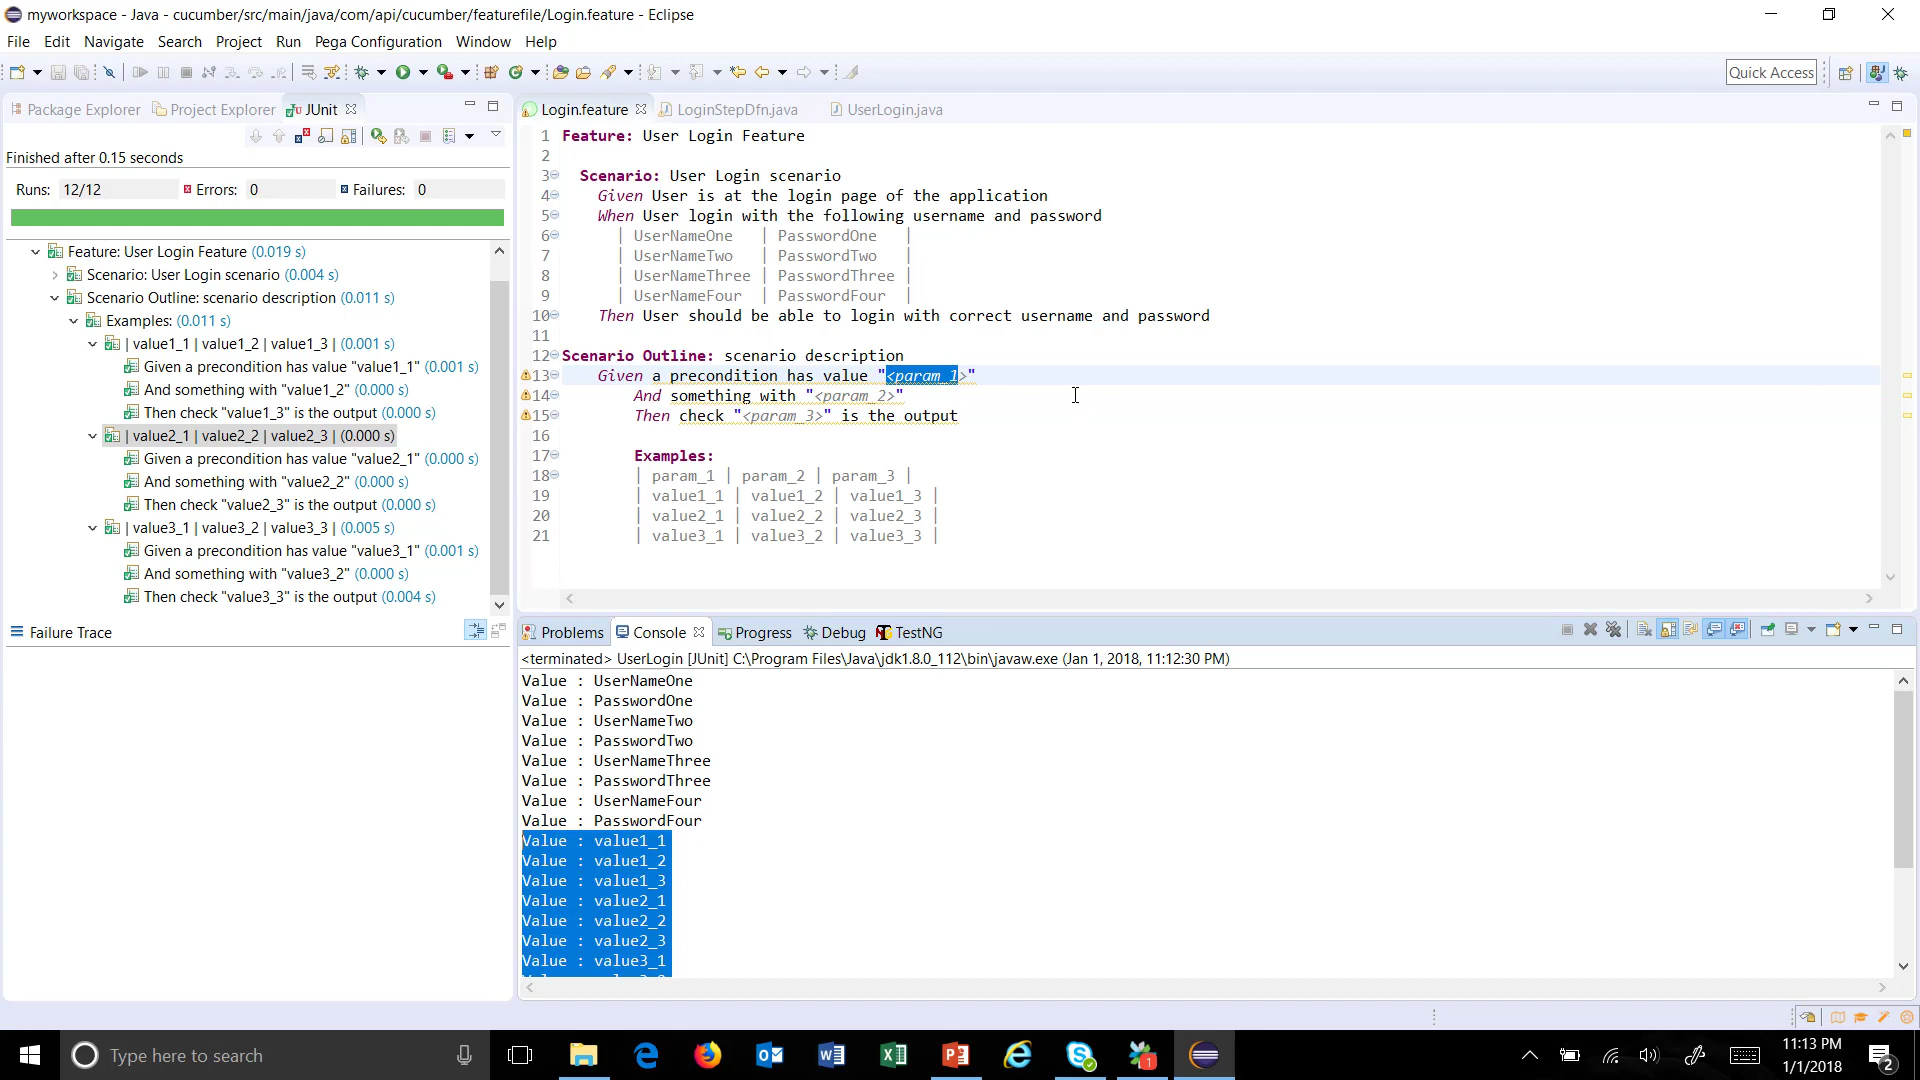 myworkspace - Java - cucumber/src/main/java/com/api/cucumber/featurefile/Login.feature - Eclipse
File Edit Navigate Search Project Run Pega Configuration Window Help
Quick Access
Package Explorer Project Explorer JUnit
Finished after 0.15 seconds
Runs: 12/12 Errors: 0 Failures: 0
Feature: User Login Feature (0.019 s)
Scenario: User Login scenario (0.004 s)
Scenario Outline: scenario description (0.011 s)
Examples: (0.011 s)
| value1_1 | value1_2 | value1_3 | (0.001 s)
Given a precondition has value "value1_1" (0.001 s)
And something with "value1_2" (0.000 s)
Then check "value1_3" is the output (0.000 s)
| value2_1 | value2_2 | value2_3 | (0.000 s)
Given a precondition has value "value2_1" (0.000 s)
And something with "value2_2" (0.000 s)
Then check "value2_3" is the output (0.000 s)
| value3_1 | value3_2 | value3_3 | (0.005 s)
Given a precondition has value "value3_1" (0.001 s)
And something with "value3_2" (0.000 s)
Then check "value3_3" is the output (0.004 s)
Failure Trace
Login.feature LoginStepDfn.java UserLogin.java
1 Feature: User Login Feature
2
3 Scenario: User Login scenario
4 Given User is at the login page of the application
5 When User login with the following username and password
6 | UserNameOne | PasswordOne |
7 | UserNameTwo | PasswordTwo |
8 | UserNameThree | PasswordThree |
9 | UserNameFour | PasswordFour |
10 Then User should be able to login with correct username and password
11
12 Scenario Outline: scenario description
13 Given a precondition has value "<param_1>"
14 And something with "<param_2>"
15 Then check "<param_3>" is the output
16
17 Examples:
18 | param_1 | param_2 | param_3 |
19 | value1_1 | value1_2 | value1_3 |
20 | value2_1 | value2_2 | value2_3 |
21 | value3_1 | value3_2 | value3_3 |
Problems Console Progress Debug TestNG
<terminated> UserLogin [JUnit] C:\Program Files\Java\jdk1.8.0_112\bin\javaw.exe (Jan 1, 2018, 11:12:30 PM)
Value : UserNameOne
Value : PasswordOne
Value : UserNameTwo
Value : PasswordTwo
Value : UserNameThree
Value : PasswordThree
Value : UserNameFour
Value : PasswordFour
Value : value1_1
Value : value1_2
Value : value1_3
Value : value2_1
Value : value2_2
Value : value2_3
Value : value3_1
Type here to search
11:13 PM
1/1/2018
1
2